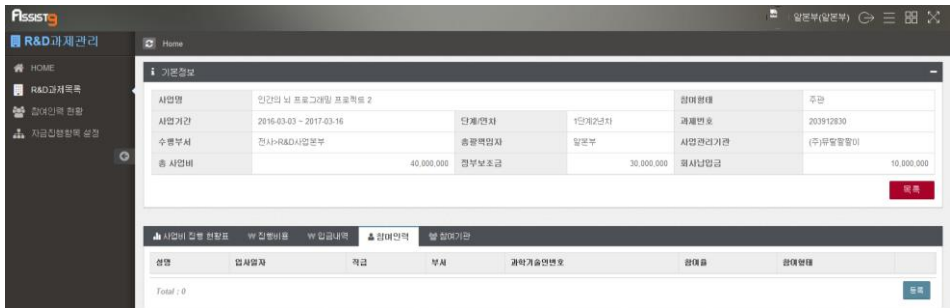 Assist9
알본부(알본부)
R&D과제관리
Home
HOME
R&D과제목록
참여인력 현황
자금집행항목 설정
기본정보
사업명 인간의 뇌 프로그래밍 프로젝트 2 참여형태 주관
사업기간 2016-03-03 ~ 2017-03-16 단계/연차 1단계2년차 과제번호 203912830
수행부서 전사>R&D사업본부 총괄책임자 알본부 사업관리기관
총 사업비 40,000,000 정부보조금 30,000,000 회사납입금 10,000,000
목록
사업비 집행 현황표 ₩ 집행비용 ₩ 입금내역 참여인력 참여기관
성명 입사일자 직급 부서 과학기술인번호 참여율 참여형태
Total : 0 등록